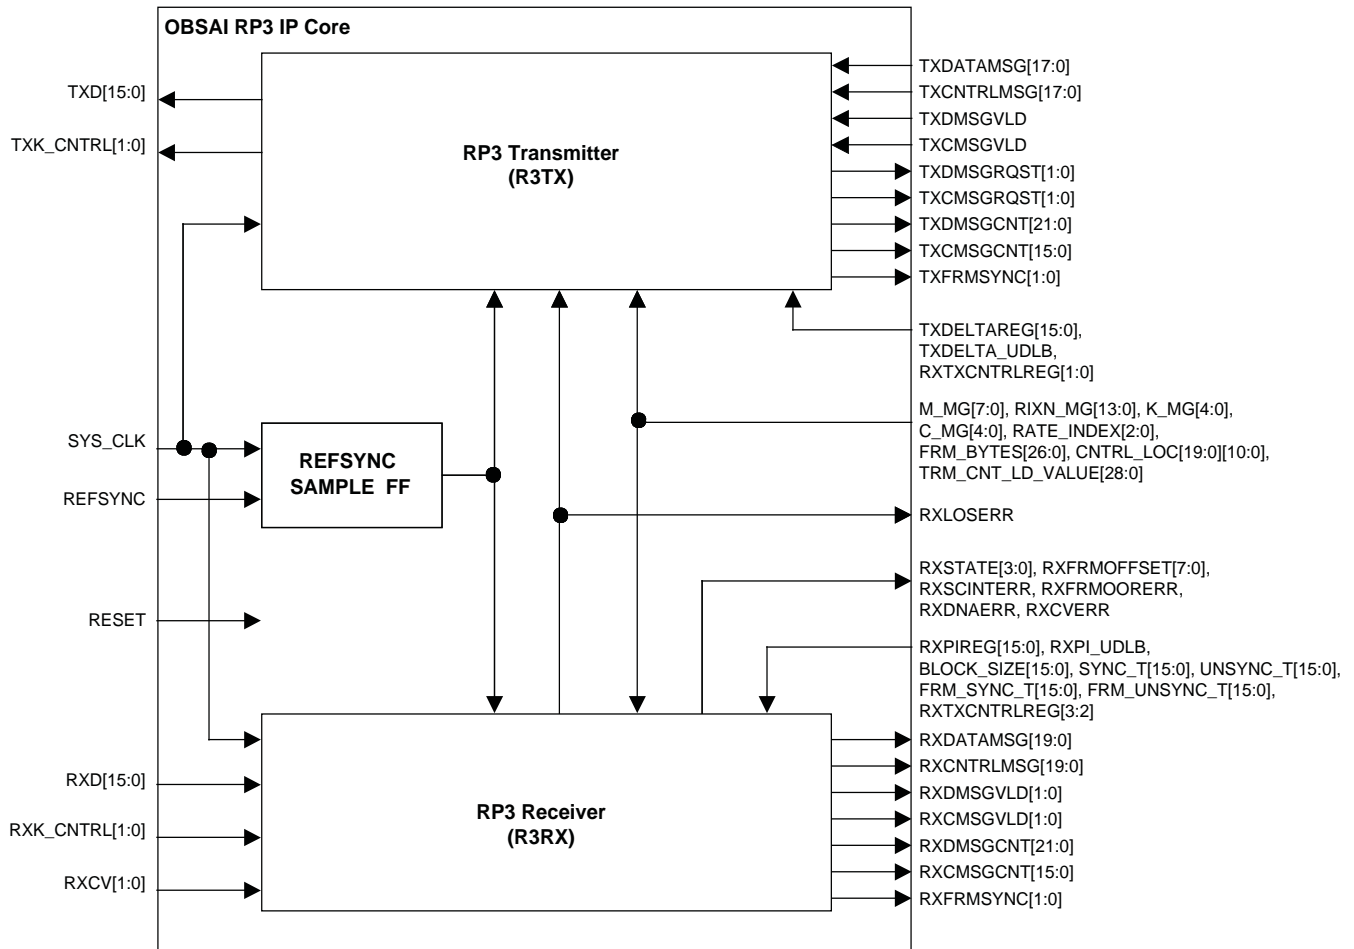 OBSAI RP3 IP Core
TXD[15:0]
TXK_CNTRL[1:0]
RP3 Transmitter
(R3TX)
TXDATAMSG[17:0]
TXCNTRLMSG[17:0]
TXDMSGVLD
TXCMSGVLD
TXDMSGRQST[1:0]
TXCMSGRQST[1:0]
TXDMSGCNT[21:0]
TXCMSGCNT[15:0]
TXFRMSYNC[1:0]
TXDELTAREG[15:0],
TXDELTA_UDLB,
RXTXCNTRLREG[1:0]
M_MG[7:0], RIXN_MG[13:0], K_MG[4:0],
C_MG[4:0], RATE_INDEX[2:0],
FRM_BYTES[26:0], CNTRL_LOC[19:0][10:0],
TRM_CNT_LD_VALUE[28:0]
SYS_CLK
REFSYNC
REFSYNC
SAMPLE FF
RXLOSERR
RXSTATE[3:0], RXFRMOFFSET[7:0],
RXSCINTERR, RXFRMOORERR,
RXDNAERR, RXCVERR
RESET
RXPIREG[15:0], RXPI_UDLB,
BLOCK_SIZE[15:0], SYNC_T[15:0], UNSYNC_T[15:0],
FRM_SYNC_T[15:0], FRM_UNSYNC_T[15:0],
RXTXCNTRLREG[3:2]
RXD[15:0]
RXK_CNTRL[1:0]
RXCV[1:0]
RP3 Receiver
(R3RX)
RXDATAMSG[19:0]
RXCNTRLMSG[19:0]
RXDMSGVLD[1:0]
RXCMSGVLD[1:0]
RXDMSGCNT[21:0]
RXCMSGCNT[15:0]
RXFRMSYNC[1:0]